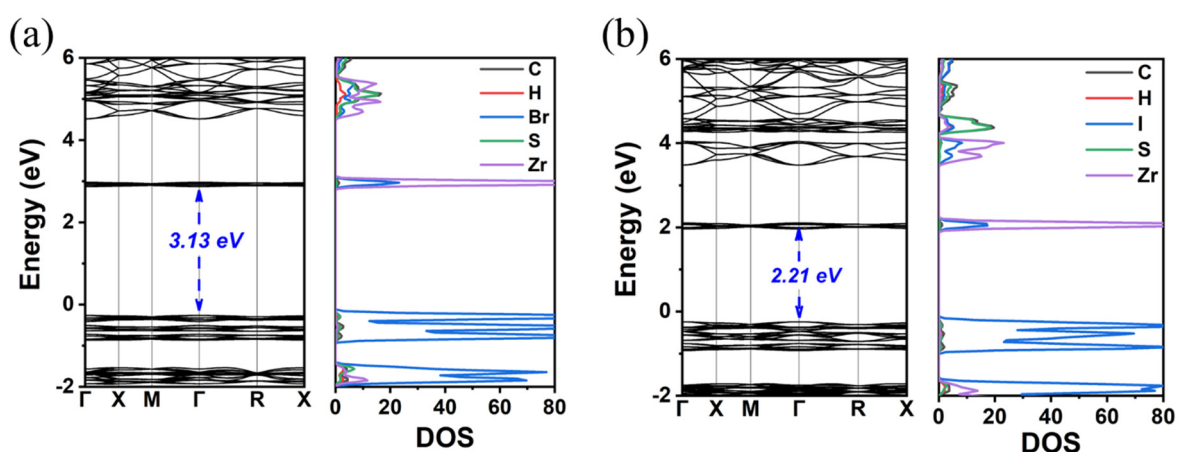 (a)
Energy (eV)
6
4
2
0
-2
3.13 eV
Γ X M Γ R X
C
H
Br
S
Zr
0 20 40 60 80
DOS
(b)
Energy (eV)
6
4
2
0
-2
2.21 eV
Γ X M Γ R X
C
H
I
S
Zr
0 20 40 60 80
DOS